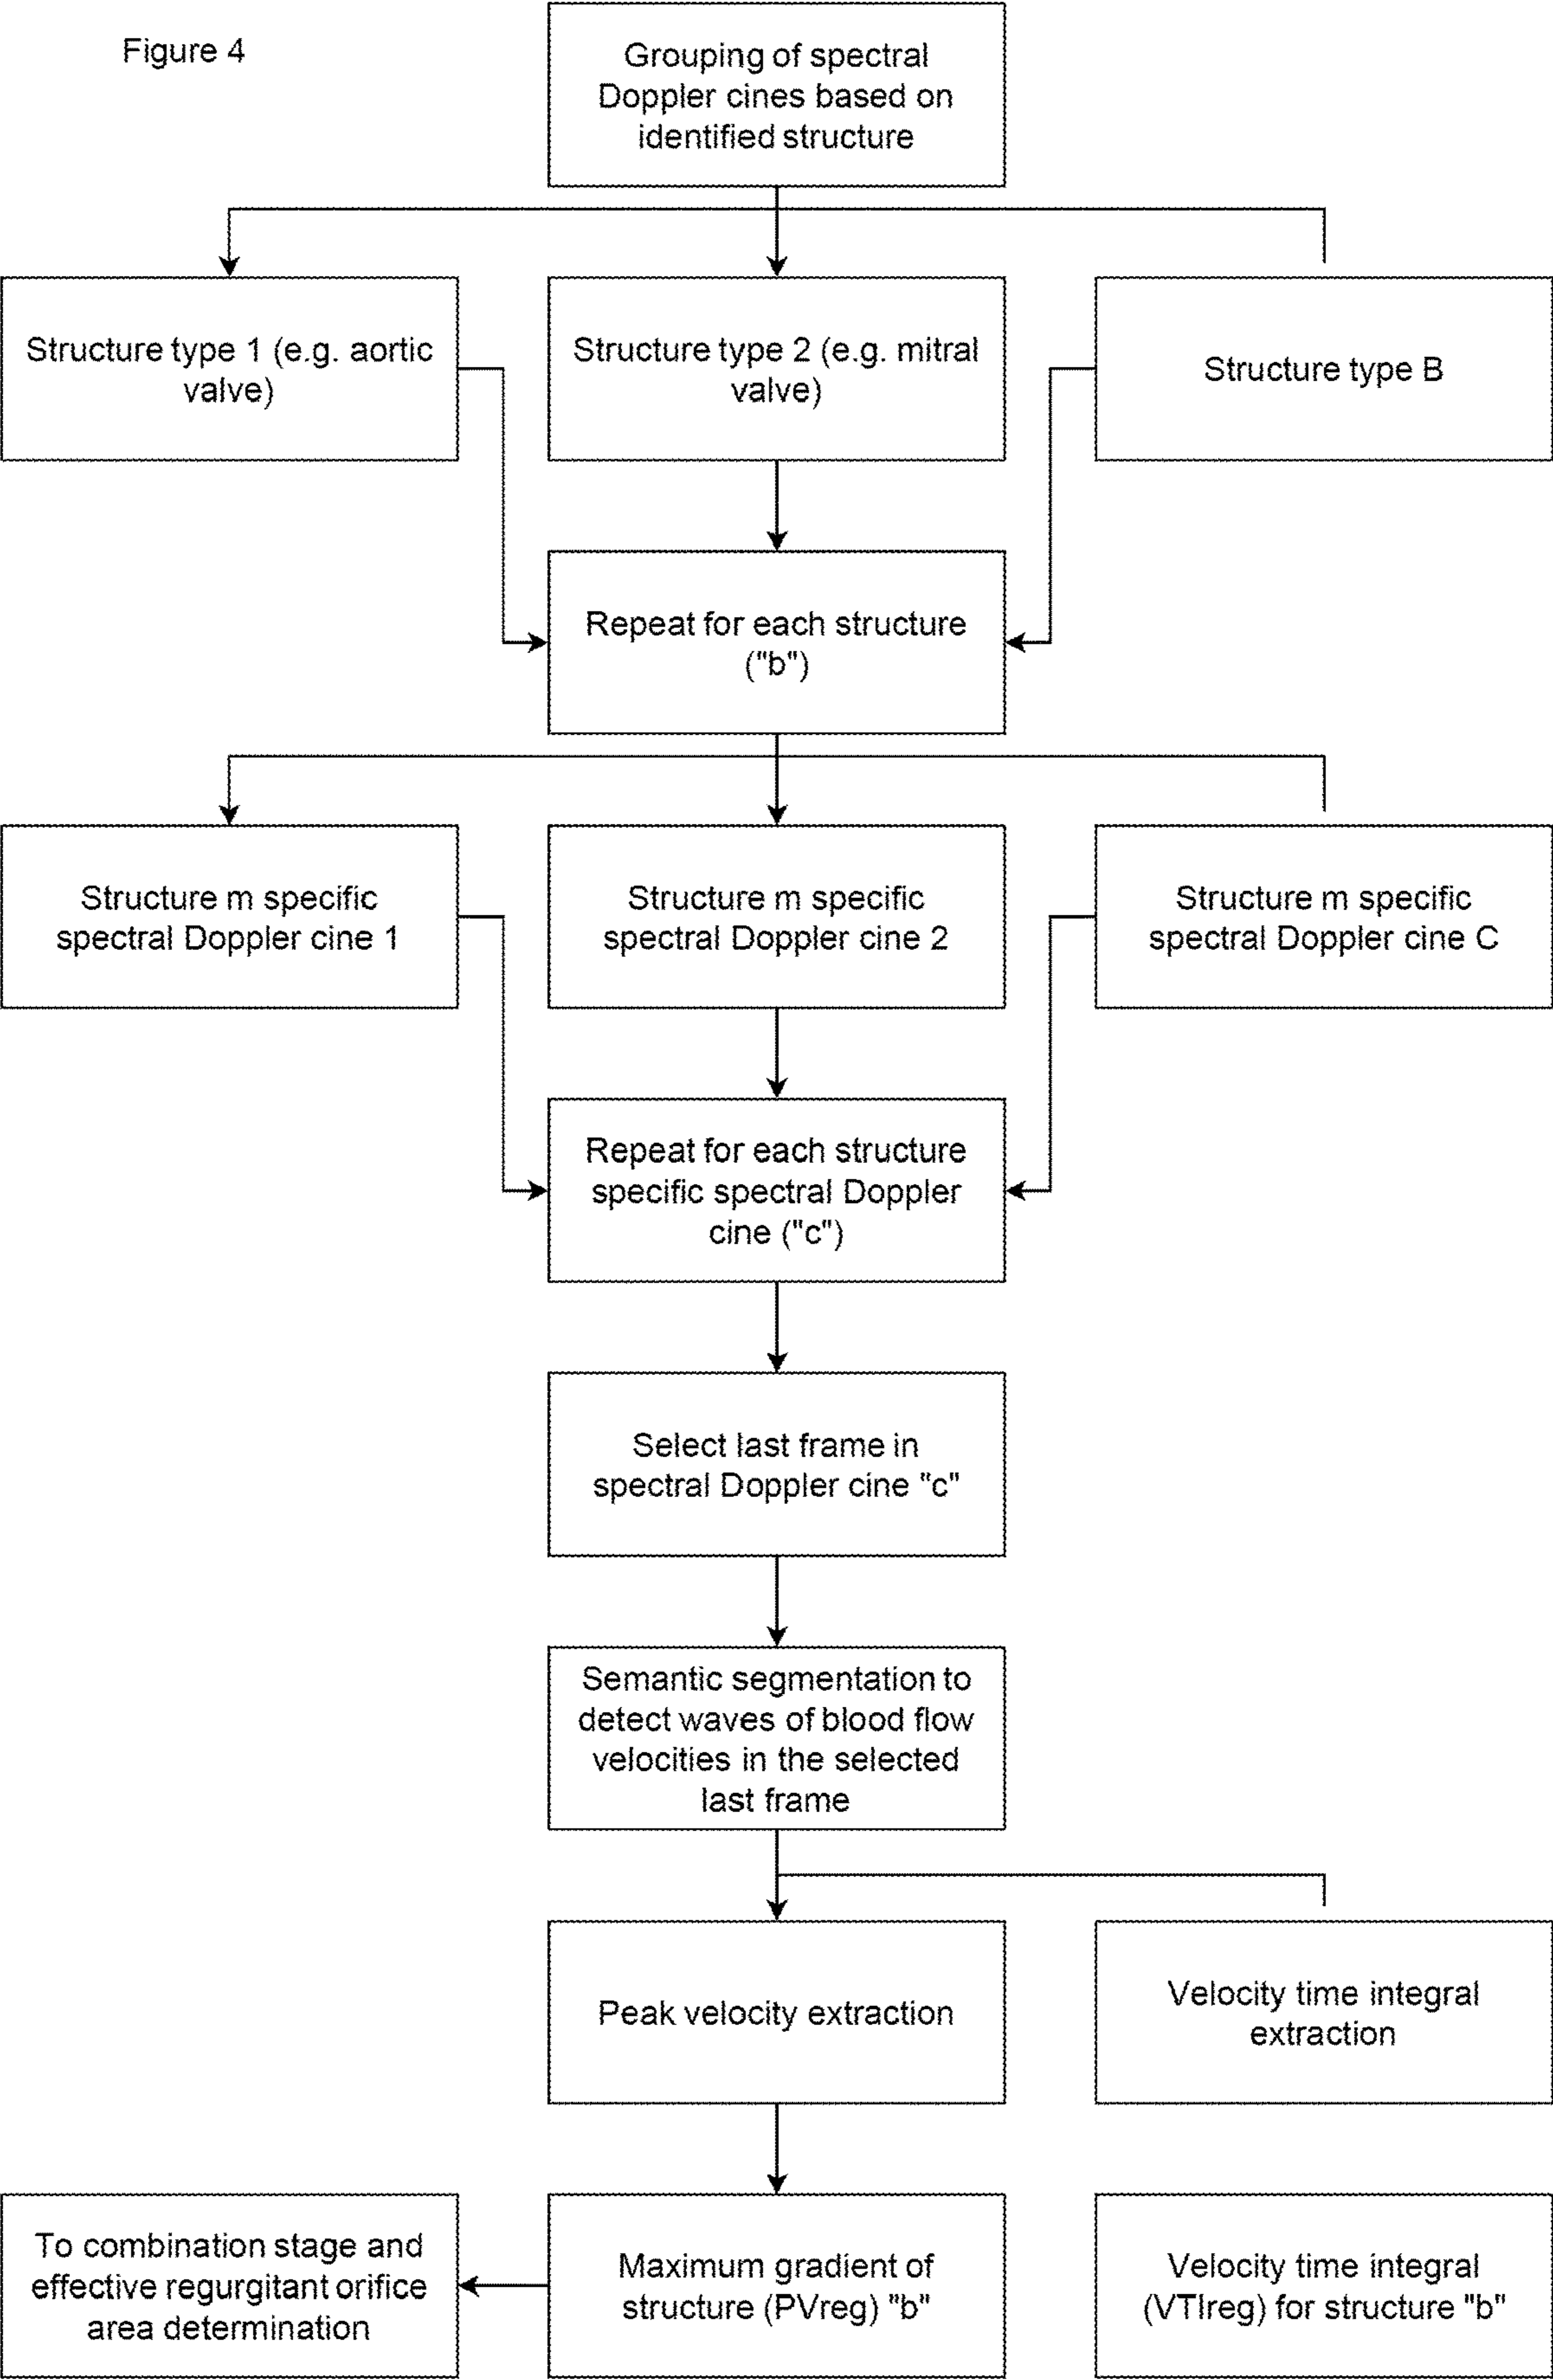 Figure 4
Grouping of spectral
Doppler cines based on
identified structure
Structure type 1 (e.g. aortic
valve)
Structure type 2 (e.g. mitral
valve)
Structure type B
Repeat for each structure
("b")
Structure m specific
spectral Doppler cine 1
Structure m specific
spectral Doppler cine 2
Structure m specific
spectral Doppler cine C
Repeat for each structure
specific spectral Doppler
cine ("c")
Select last frame in
spectral Doppler cine "c"
Semantic segmentation to
detect waves of blood flow
velocities in the selected
last frame
Peak velocity extraction
Velocity time integral
extraction
To combination stage and
effective regurgitant orifice
area determination
Maximum gradient of
structure (PVreg) "b"
Velocity time integral
(VTIreg) for structure "b"